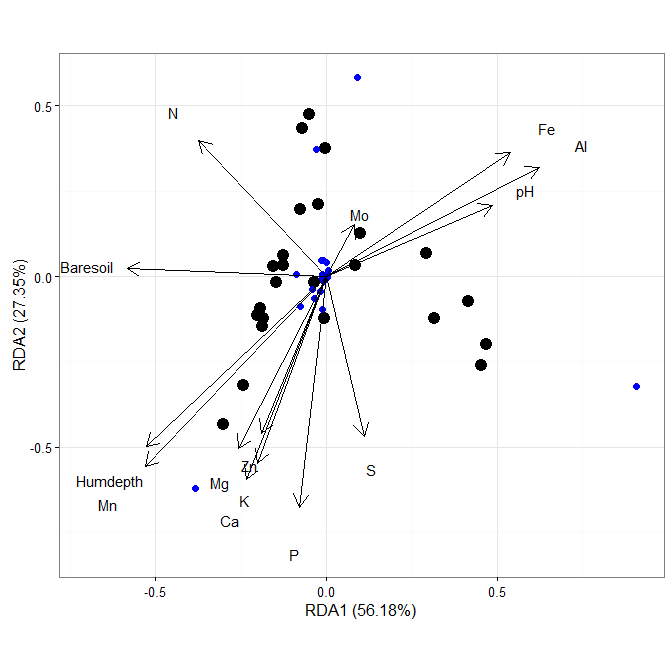 0.5
N
Fe
Al
pH
Mo
Baresoil
0.0
RDA2 (27.35%)
-0.5
Zn
S
Humdepth
Mg
K
Mn
Ca
P
-0.5
0.0
0.5
RDA1 (56.18%)